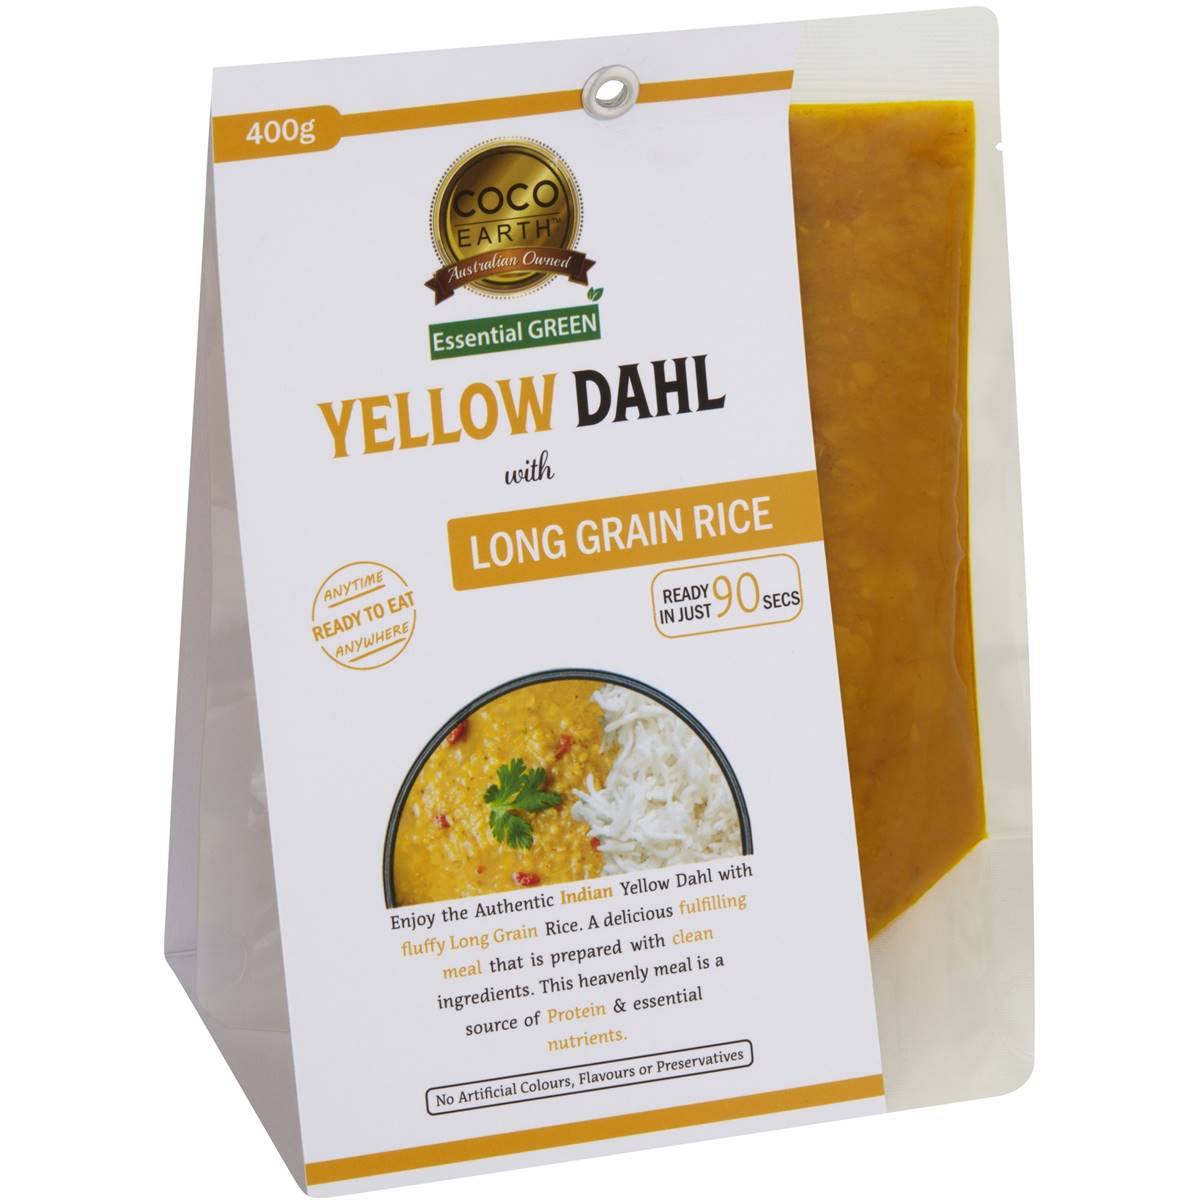 400g
COCO
EARTH™
Australian Owned
Essential GREEN
YELLOW DAHL
with
LONG GRAIN RICE
ANYTIME
READY TO EAT
ANYWHERE
READY
IN JUST 90 SECS
Enjoy the Authentic Indian Yellow Dahl with
fluffy Long Grain Rice. A delicious fulfilling
meal that is prepared with clean
ingredients. This heavenly meal is a
source of Protein & essential
nutrients.
No Artificial Colours, Flavours or Preservatives